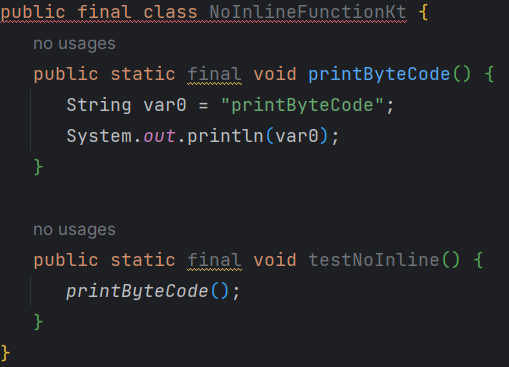 public final class NoInlineFunctionKt {
no usages
public static final void printByteCode() {
String var0 = "printByteCode";
System.out.println(var0);
}
no usages
public static final void testNoInline() {
printByteCode();
}
}